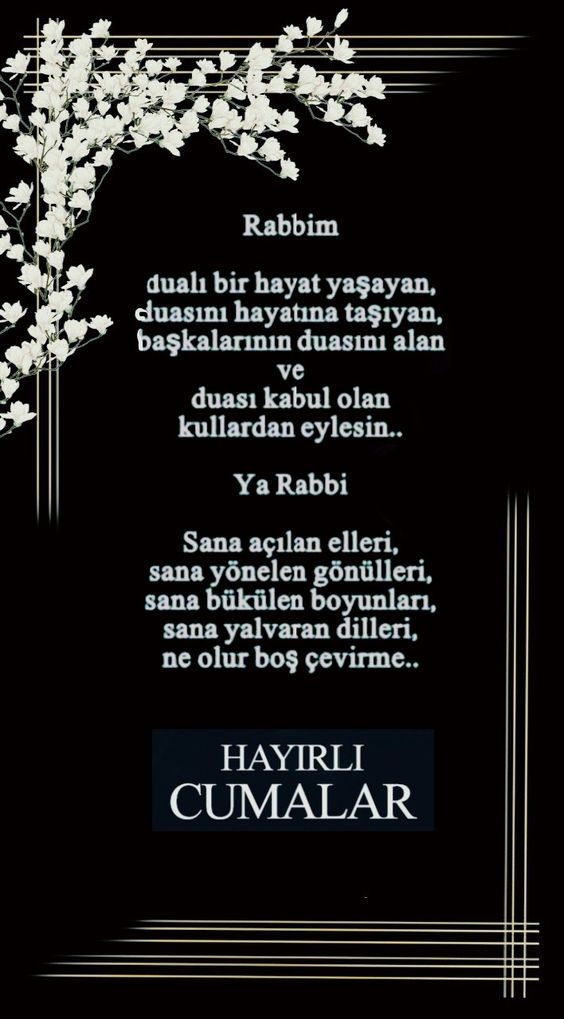 Rabbim
dualı bir hayat yaşayan,
duasını hayatına taşıyan,
başkalarının duasını alan
ve
duası kabul olan
kullardan eylesin..
Ya Rabbi
Sana açılan elleri,
sana yönelen gönülleri,
sana bükülen boyunları,
sana yalvaran dilleri,
ne olur boş çevirme..
HAYIRLI
CUMALAR